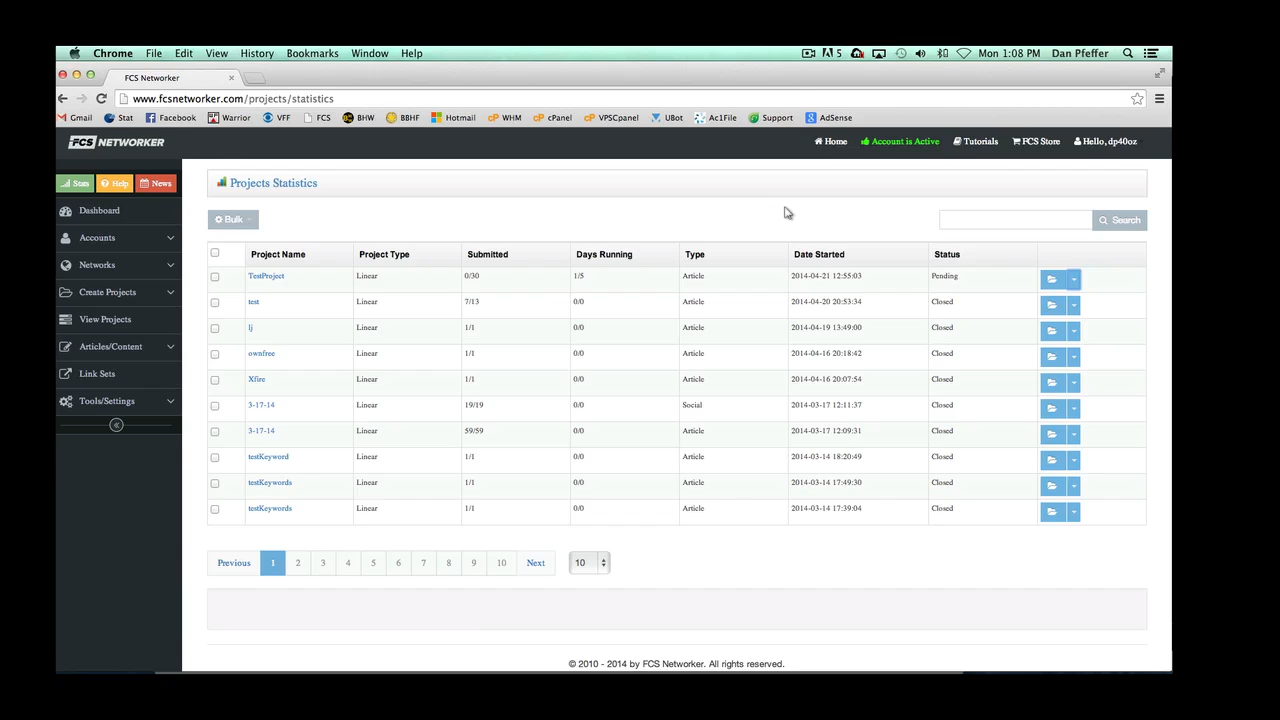 Chrome File Edit View History Bookmarks Window Help 5 Mon 1:08 PM Dan Pfeffer
FCS Networker
www.fcsnetworker.com/projects/statistics
Gmail Stat Facebook Warrior VFF FCS BHW BBHF Hotmail cP WHM cP cPanel cP VPSCpanel UBot Ac1File Support AdSense
FCS NETWORKER Home Account is Active Tutorials FCS Store Hello, dp40oz
Stats Help News
Dashboard
Accounts
Networks
Create Projects
View Projects
Articles/Content
Link Sets
Tools/Settings
Projects Statistics
Bulk Search
Project Name Project Type Submitted Days Running Type Date Started Status
TestProject Linear 0/30 1/5 Article 2014-04-21 12:55:03 Pending
test Linear 7/13 0/0 Article 2014-04-20 20:53:34 Closed
lj Linear 1/1 0/0 Article 2014-04-19 13:49:00 Closed
ownfree Linear 1/1 0/0 Article 2014-04-16 20:18:42 Closed
Xfire Linear 1/1 0/0 Article 2014-04-16 20:07:54 Closed
3-17-14 Linear 19/19 0/0 Social 2014-03-17 12:11:37 Closed
3-17-14 Linear 59/59 0/0 Article 2014-03-17 12:09:31 Closed
testKeyword Linear 1/1 0/0 Article 2014-03-14 18:20:49 Closed
testKeywords Linear 1/1 0/0 Article 2014-03-14 17:49:30 Closed
testKeywords Linear 1/1 0/0 Article 2014-03-14 17:39:04 Closed
Previous 1 2 3 4 5 6 7 8 9 10 Next 10
© 2010 - 2014 by FCS Networker. All rights reserved.